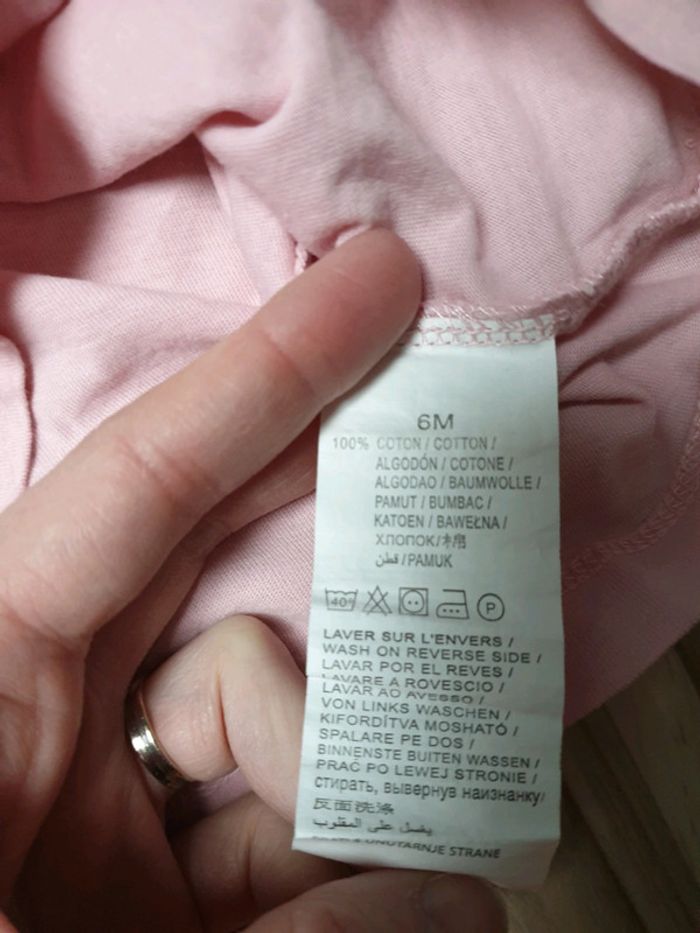 6M
100% COTON / COTTON /
ALGODÓN / COTONE /
ALGODAO / BAUMWOLLE /
PAMUT / BUMBAC /
KATOEN / BAWEŁNA /
ХЛОПОК/棉
قطن /PAMUK
40° P
LAVER SUR L'ENVERS /
WASH ON REVERSE SIDE /
LAVAR POR EL REVES /
LAVARE A ROVESCIO /
LAVAR AO AVESSO /
VON LINKS WASCHEN /
KIFORDÍTVA MOSHATÓ /
SPALARE PE DOS /
BINNENSTE BUITEN WASSEN /
PRAĆ PO LEWEJ STRONIE /
стирать, вывернув наизнанку/
反面洗涤
يغسل على المقلوب
STRANE